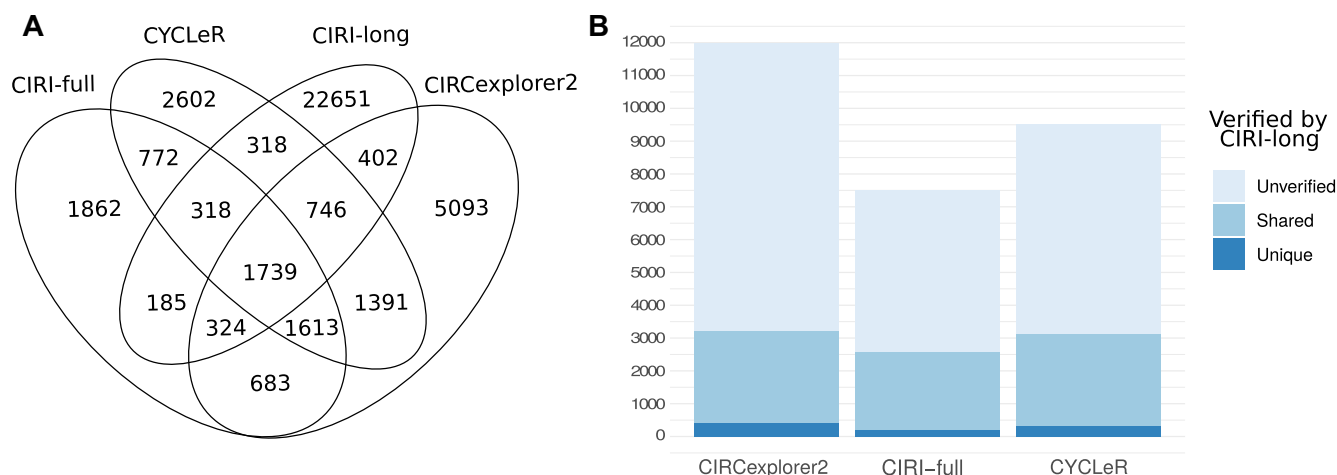 A
CYCLeR
CIRI-long
CIRI-full
CIRCexplorer2
2602
22651
772
318
402
1862
318
746
5093
1739
185
324
1613
1391
683
B
12000
11000
10000
9000
8000
7000
6000
5000
4000
3000
2000
1000
0
CIRCexplorer2
CIRI–full
CYCLeR
Verified by
CIRI-long
Unverified
Shared
Unique